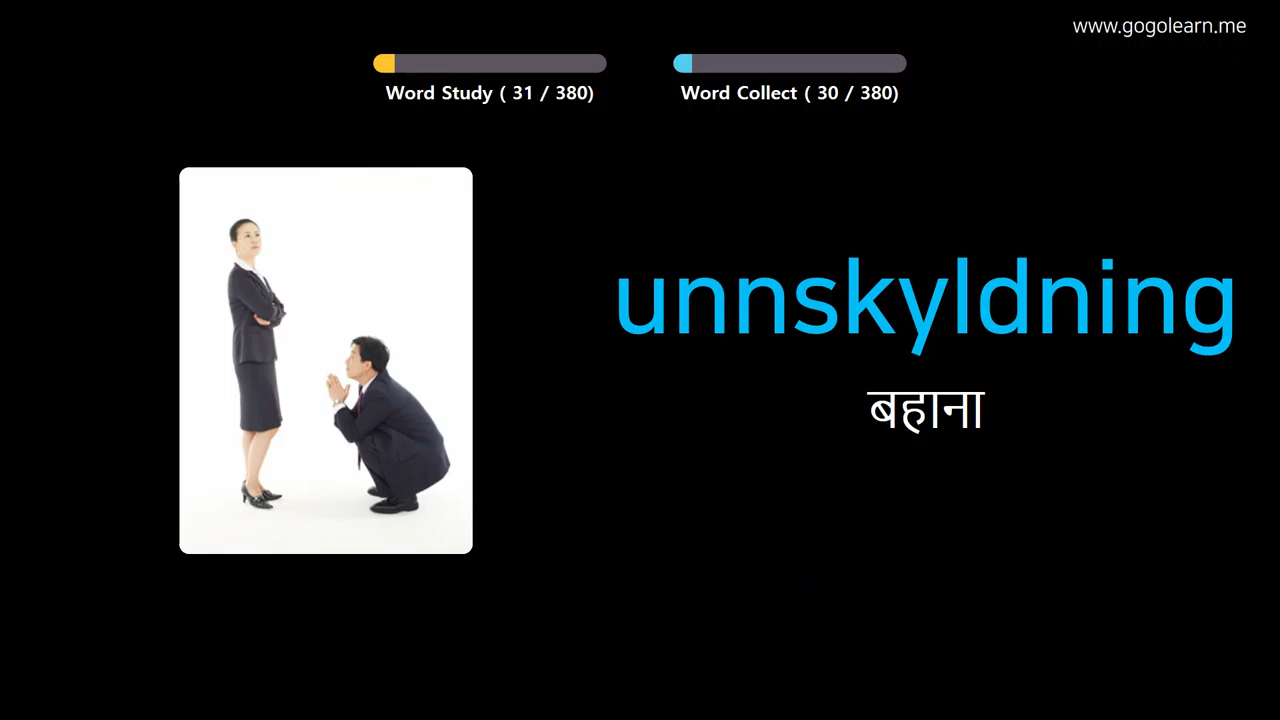 www.gogolearn.me
Word Study ( 31 / 380)
Word Collect ( 30 / 380)
unnskyldning
बहाना